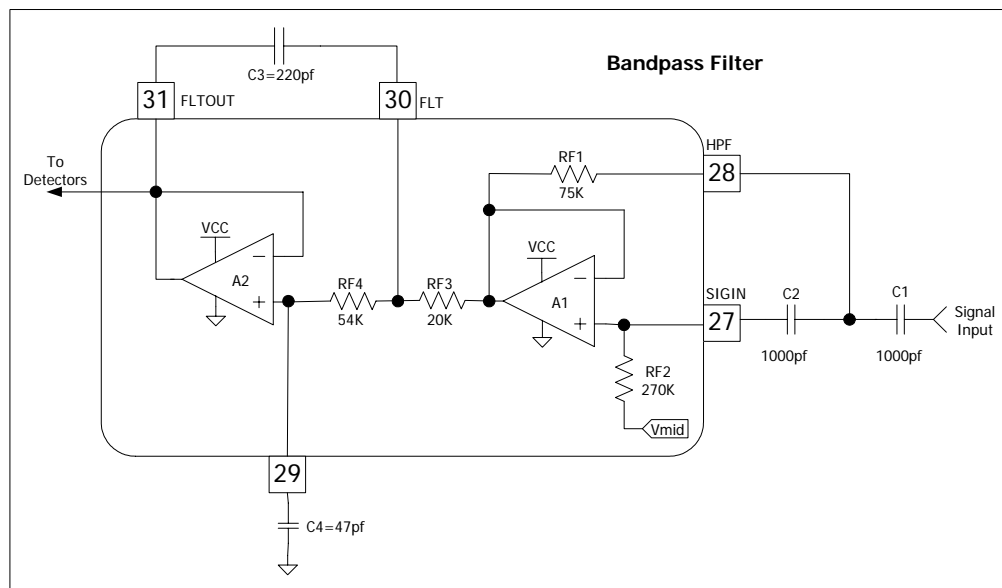 Bandpass Filter
C3=220pf
31
FLTOUT
30
FLT
To
Detectors
HPF
28
RF1
75K
VCC
VCC
A2
A1
-
+
-
+
RF4
54K
RF3
20K
SIGIN
27
C2
1000pf
C1
1000pf
Signal
Input
RF2
270K
Vmid
29
C4=47pf